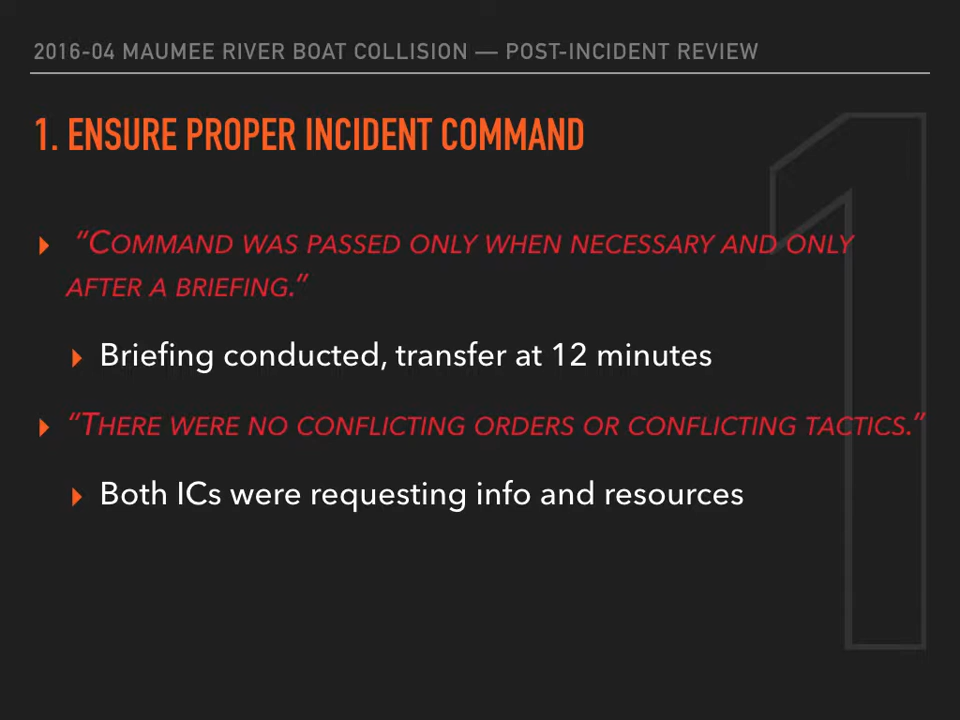 2016-04 MAUMEE RIVER BOAT COLLISION — POST-INCIDENT REVIEW
1. ENSURE PROPER INCIDENT COMMAND
1
▸ “COMMAND WAS PASSED ONLY WHEN NECESSARY AND ONLY
AFTER A BRIEFING.”
▸ Briefing conducted, transfer at 12 minutes
▸ “THERE WERE NO CONFLICTING ORDERS OR CONFLICTING TACTICS.”
▸ Both ICs were requesting info and resources